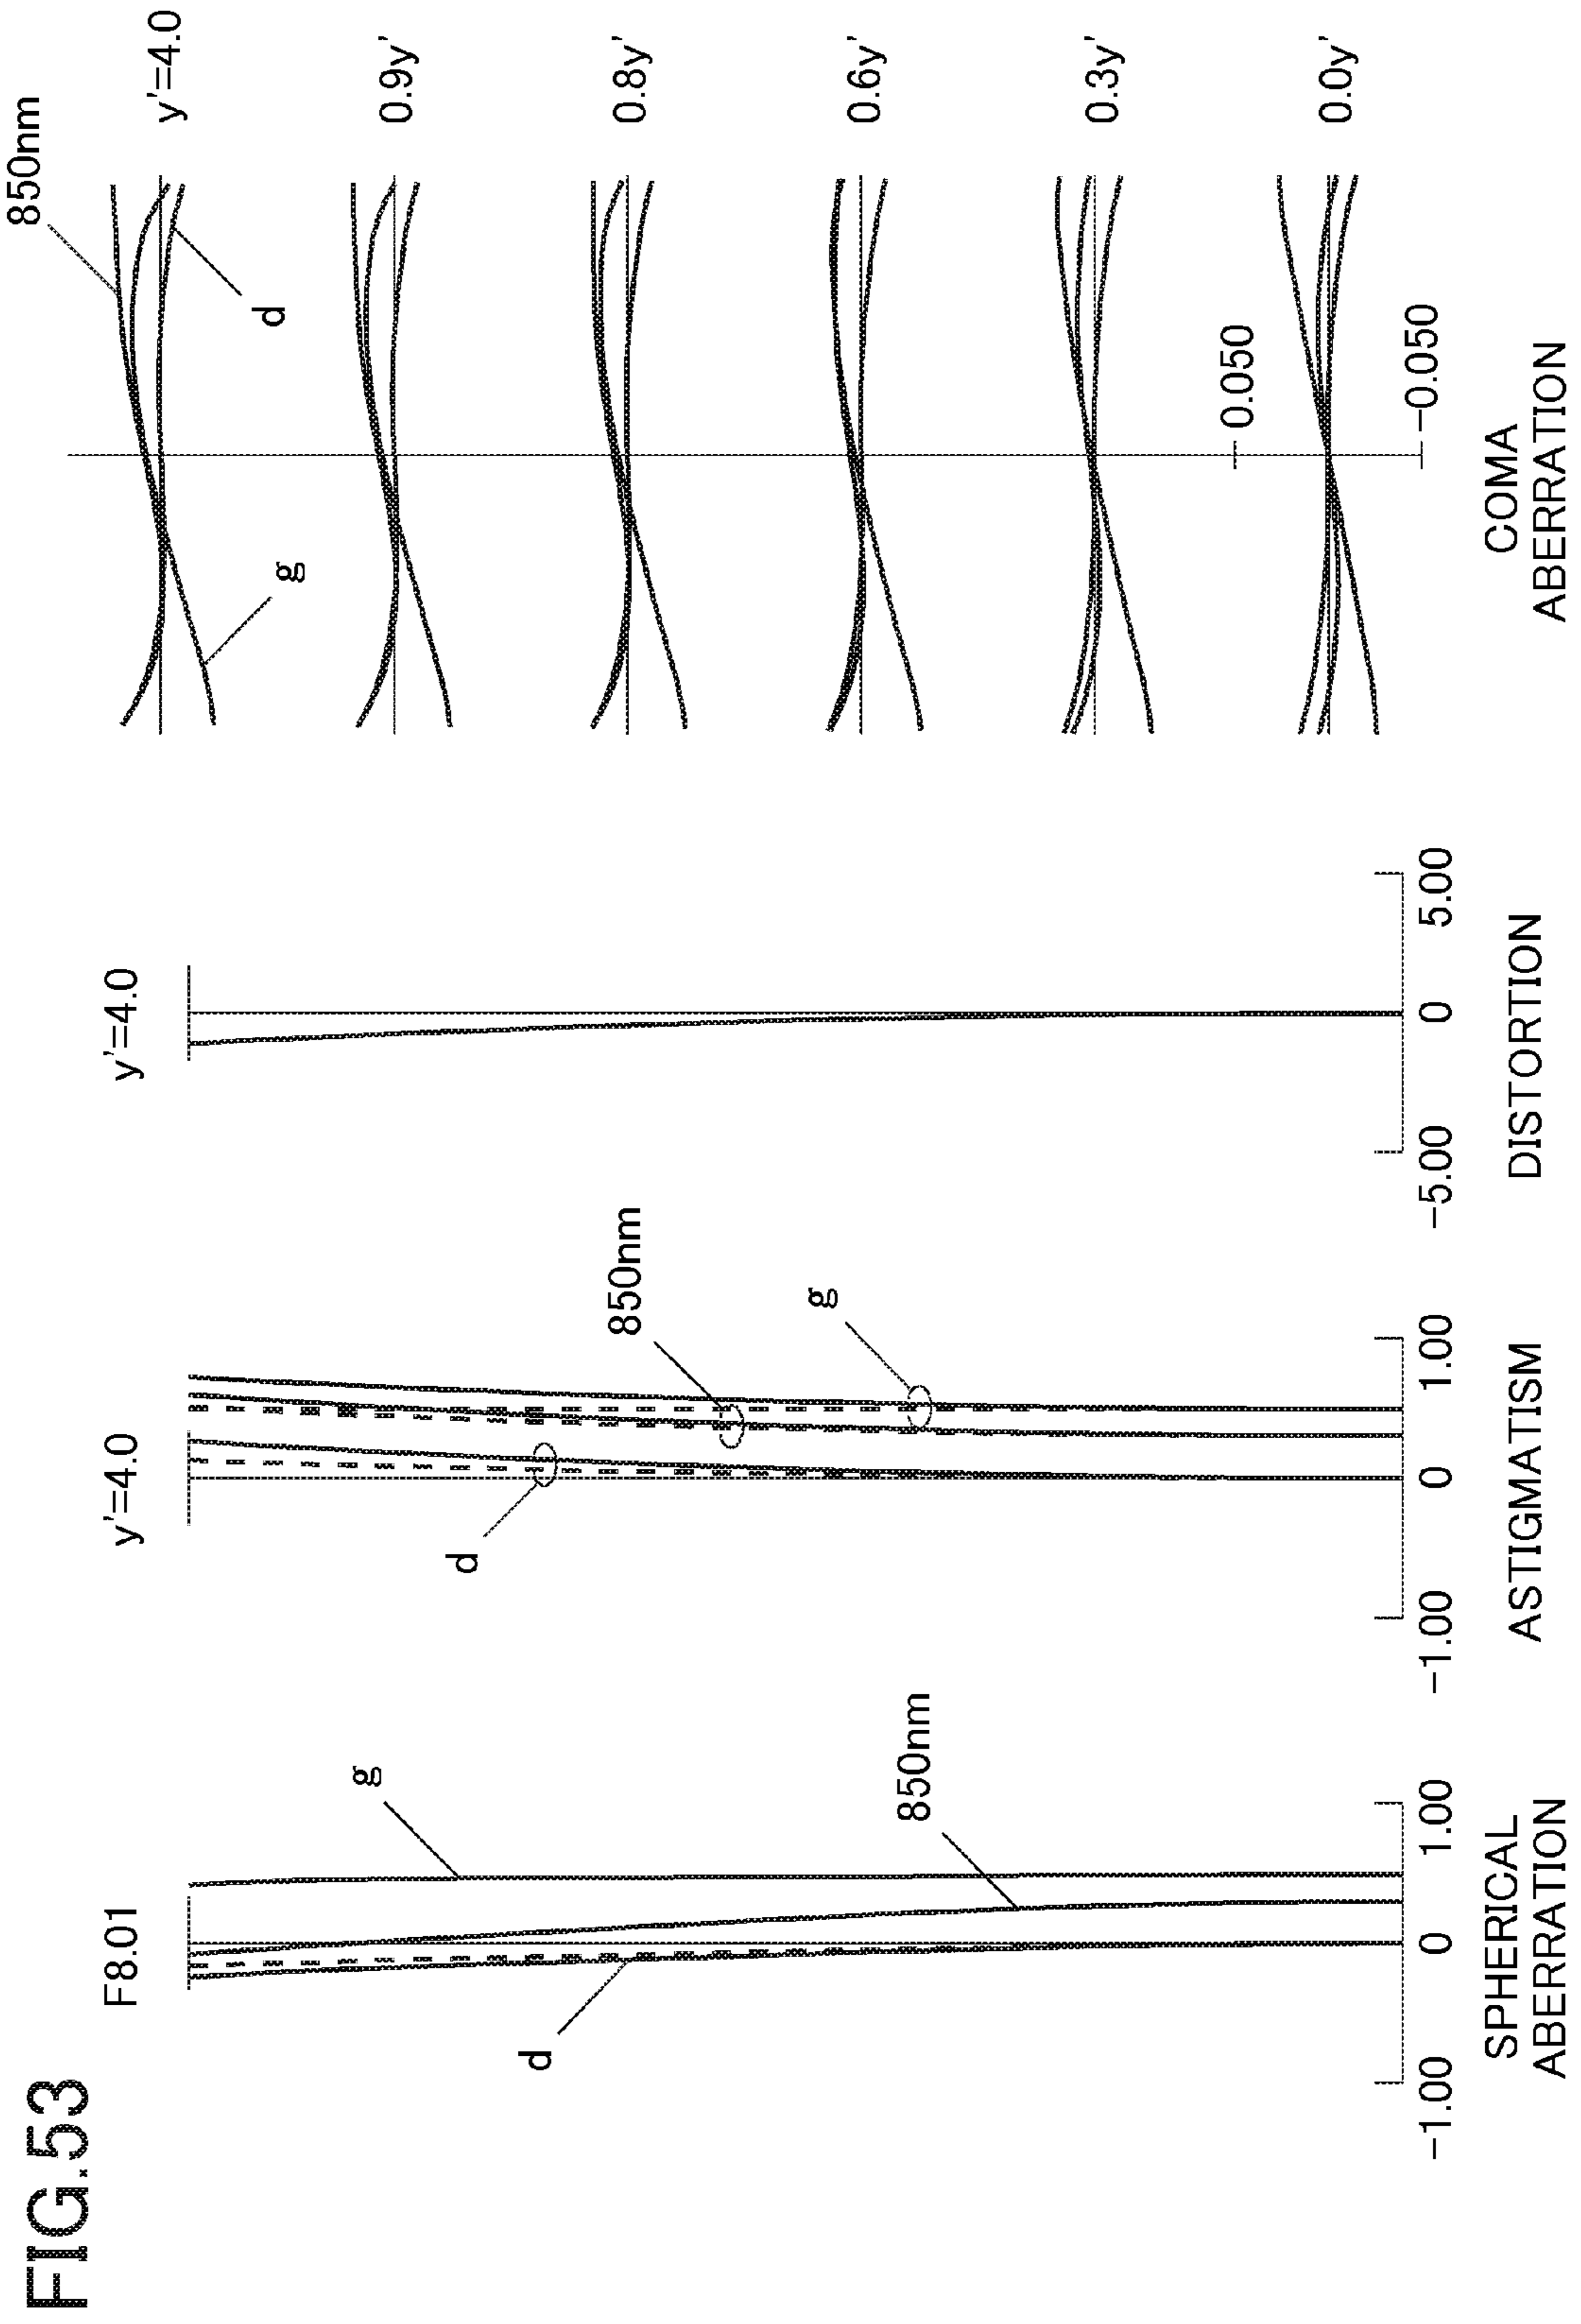 FIG.53
F8.01
g
850nm
d
−1.00
0
1.00
SPHERICAL
ABERRATION
y'=4.0
850nm
g
d
−1.00
0
1.00
ASTIGMATISM
y'=4.0
−5.00
0
5.00
DISTORTION
850nm
y'=4.0
d
g
0.9y'
0.8y'
0.6y'
0.3y'
0.050
0.0y'
−0.050
COMA
ABERRATION